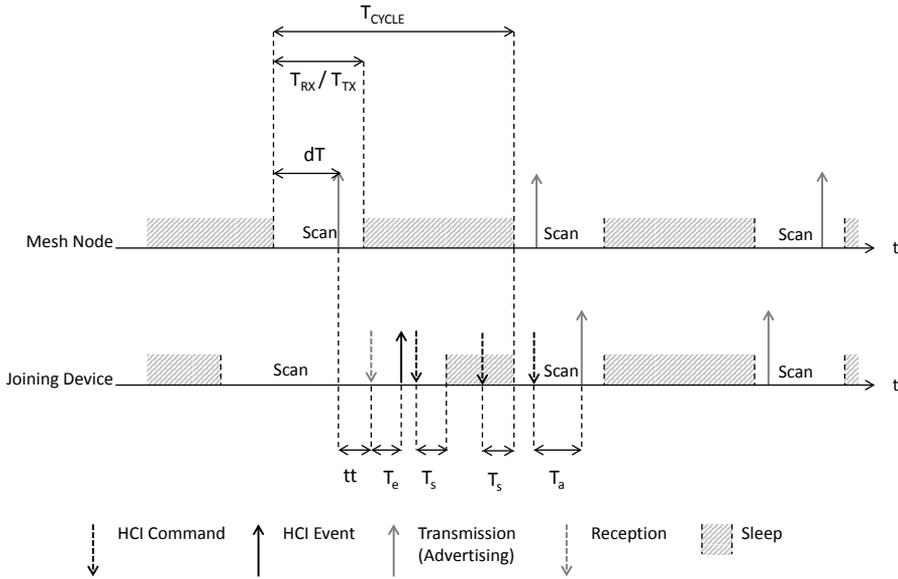 T_CYCLE
T_RX / T_TX
dT
Mesh Node
Scan
Scan
Scan
t
Joining Device
Scan
Scan
Scan
t
tt
T_e
T_s
T_s
T_a
HCI Command
HCI Event
Transmission
(Advertising)
Reception
Sleep